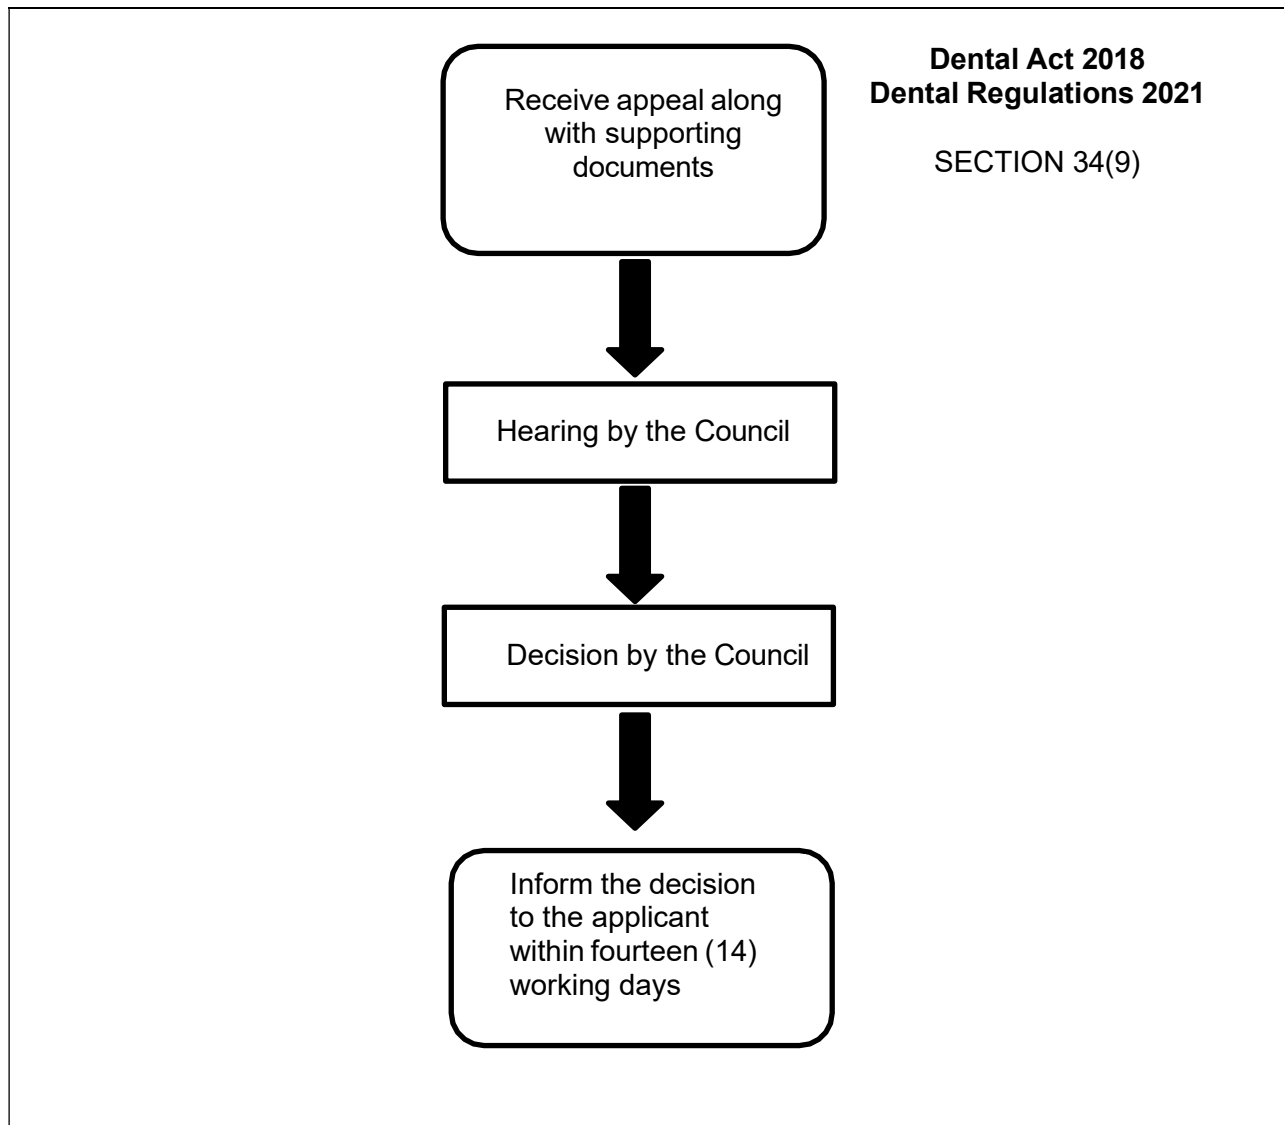 Dental Act 2018
Dental Regulations 2021
SECTION 34(9)
Receive appeal along
with supporting
documents
Hearing by the Council
Decision by the Council
Inform the decision
to the applicant
within fourteen (14)
working days